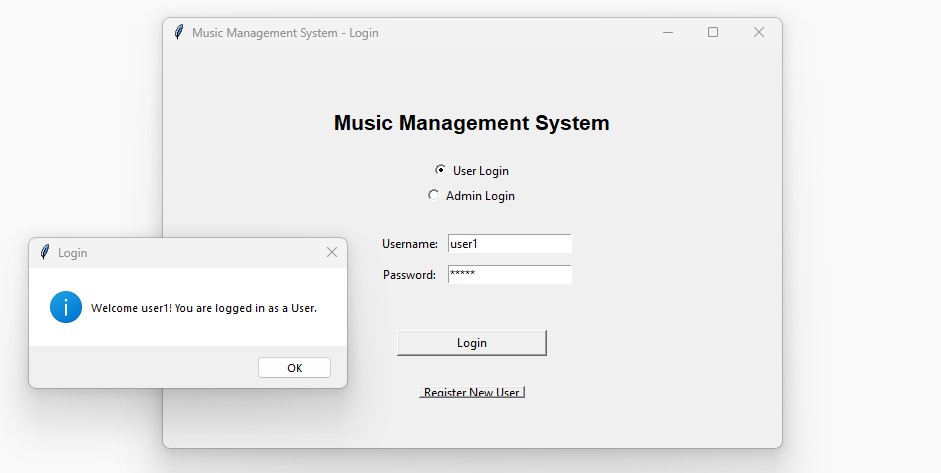 Music Management System - Login
Music Management System
User Login
Admin Login
Username: user1
Password: *****
Login
Register New User
Login
Welcome user1! You are logged in as a User.
OK